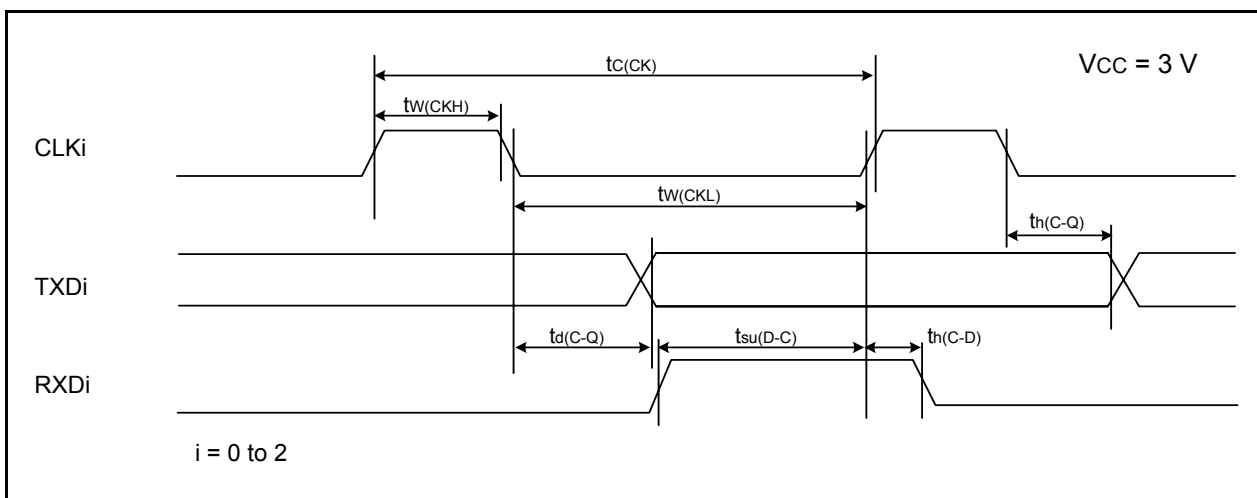 tC(CK)
VCC = 3 V
tW(CKH)
CLKi
tW(CKL)
th(C-Q)
TXDi
td(C-Q)
tsu(D-C)
th(C-D)
RXDi
i = 0 to 2